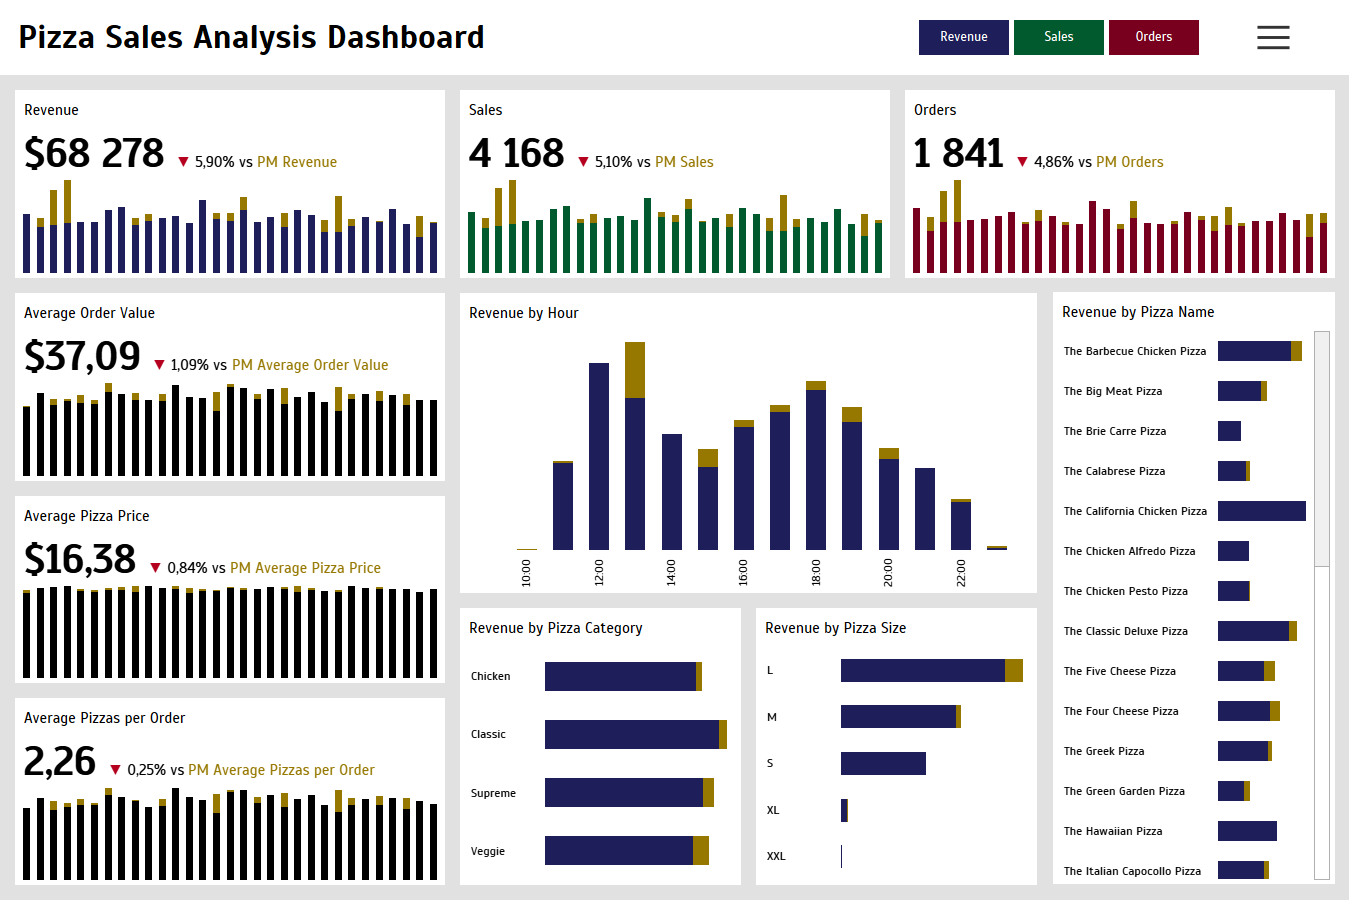 Pizza Sales Analysis Dashboard
Revenue
Sales
Orders
Revenue
$68 278 ▼ 5,90% vs PM Revenue
Sales
4 168 ▼ 5,10% vs PM Sales
Orders
1 841 ▼ 4,86% vs PM Orders
Average Order Value
$37,09 ▼ 1,09% vs PM Average Order Value
Average Pizza Price
$16,38 ▼ 0,84% vs PM Average Pizza Price
Average Pizzas per Order
2,26 ▼ 0,25% vs PM Average Pizzas per Order
Revenue by Hour
10:00
12:00
14:00
16:00
18:00
20:00
22:00
Revenue by Pizza Category
Chicken
Classic
Supreme
Veggie
Revenue by Pizza Size
L
M
S
XL
XXL
Revenue by Pizza Name
The Barbecue Chicken Pizza
The Big Meat Pizza
The Brie Carre Pizza
The Calabrese Pizza
The California Chicken Pizza
The Chicken Alfredo Pizza
The Chicken Pesto Pizza
The Classic Deluxe Pizza
The Five Cheese Pizza
The Four Cheese Pizza
The Greek Pizza
The Green Garden Pizza
The Hawaiian Pizza
The Italian Capocollo Pizza